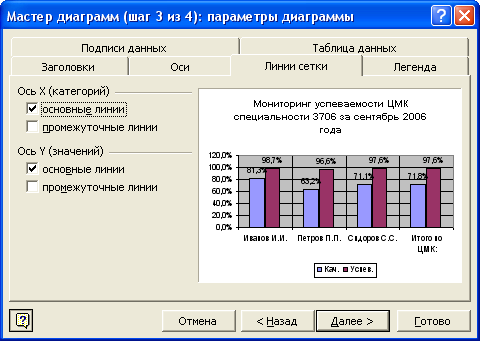 Мастер диаграмм (шаг 3 из 4): параметры диаграммы
Подписи данных
Таблица данных
Заголовки
Оси
Линии сетки
Легенда
Ось X (категорий)
основные линии
промежуточные линии
Ось Y (значений)
основные линии
промежуточные линии
Мониторинг успеваемости ЦМК
специальности 3706 за сентябрь 2006
года
120,0%
100,0%
80,0%
60,0%
40,0%
20,0%
0,0%
98,7%
96,6%
97,6%
97,6%
81,3%
63,2%
71,1%
71,8%
Иванов И.И.
Петров П.П.
Сидоров С.С.
Итого по
ЦМК:
Кач.
Успев.
Отмена
< Назад
Далее >
Готово